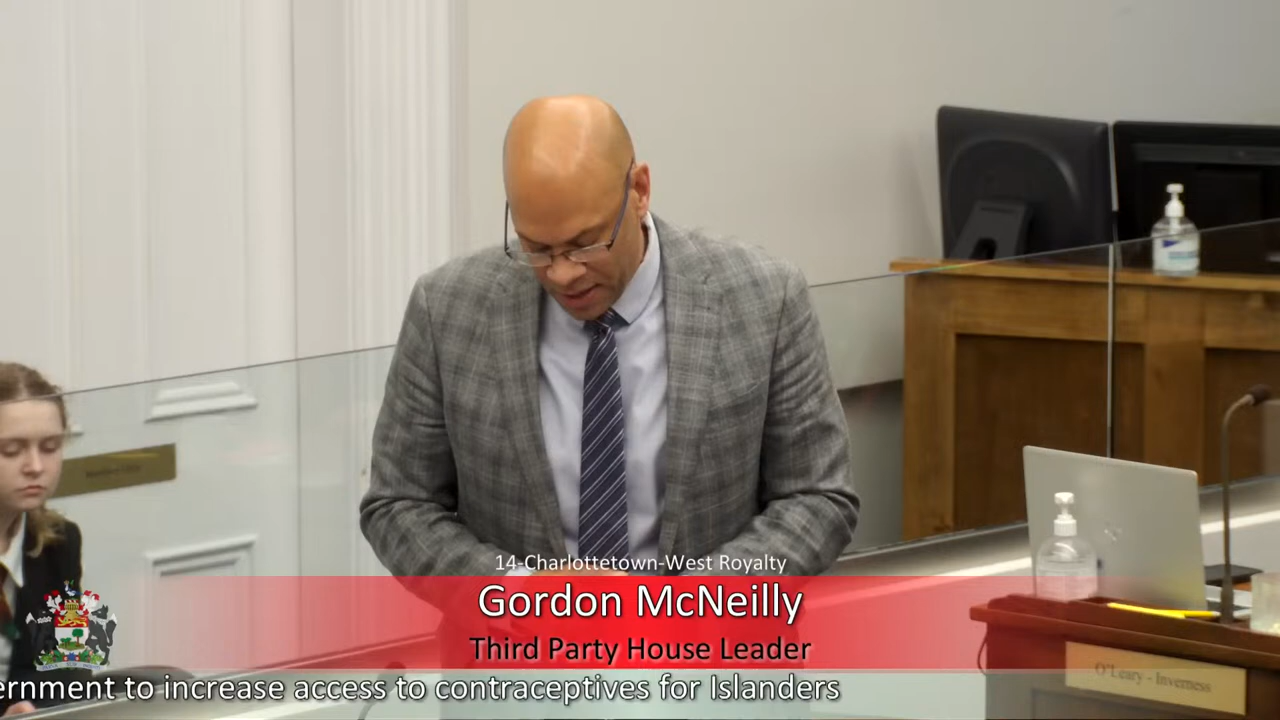 14-Charlottetown-West Royalty
Gordon McNeilly
Third Party House Leader
ernment to increase access to contraceptives for Islanders
O'Leary - Inverness